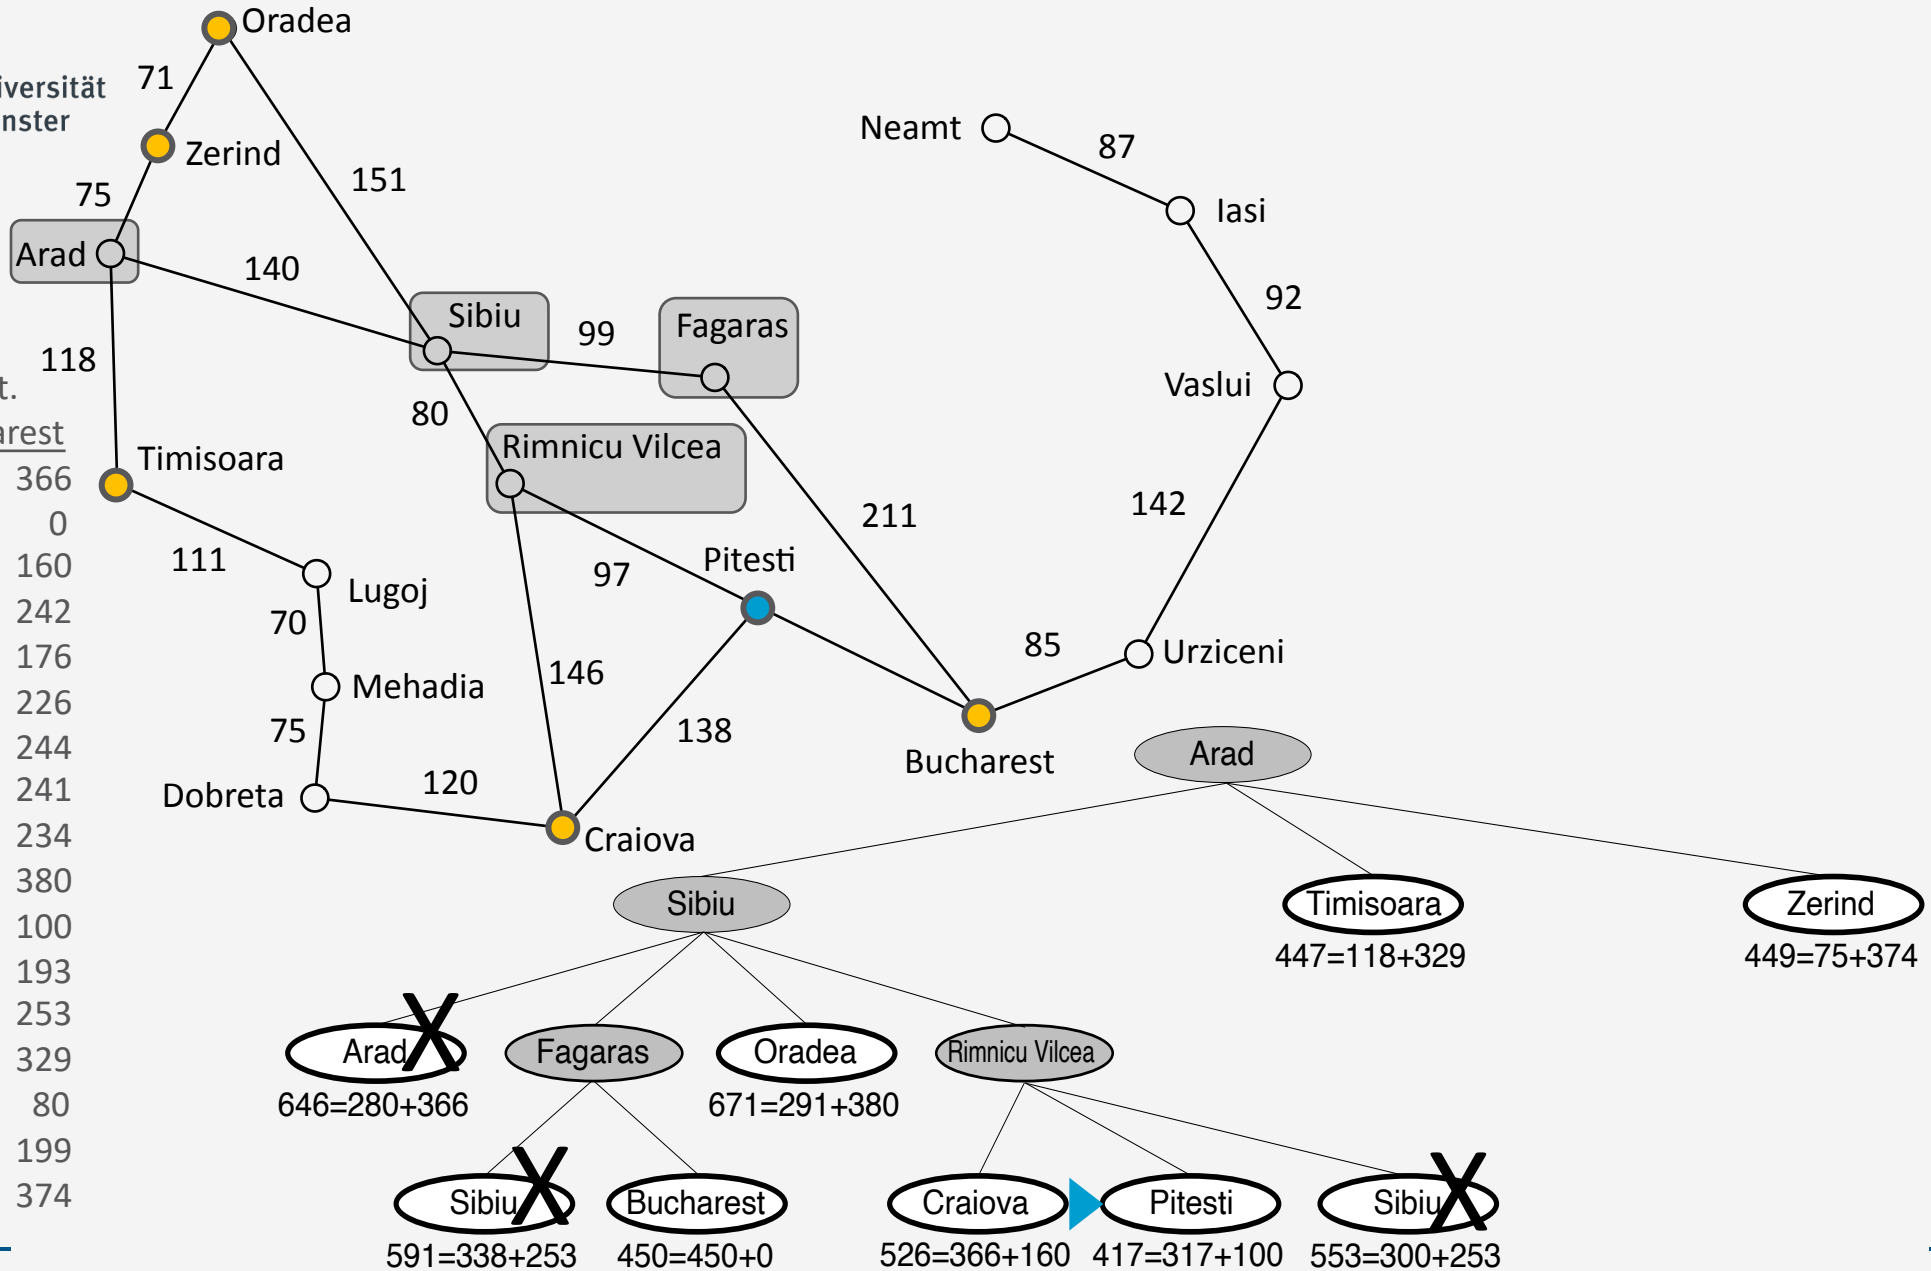 Oradea
71
iversität
nster
Zerind
Neamt
87
151
75
Iasi
Arad
140
92
Sibiu
99
Fagaras
118
t.
Vaslui
80
arest
Rimnicu Vilcea
Timisoara
366
0
142
211
160
111
97
Pitesti
Lugoj
242
70
85
Urziceni
176
146
Mehadia
226
75
138
244
Bucharest
Arad
241
Dobreta
120
234
Craiova
380
Sibiu
Timisoara
Zerind
100
447=118+329
449=75+374
193
253
X
Arad
Fagaras
Oradea
Rimnicu Vilcea
329
646=280+366
671=291+380
80
199
X
X
374
Sibiu
Bucharest
Craiova
Pitesti
Sibiu
591=338+253
450=450+0
526=366+160
417=317+100
553=300+253